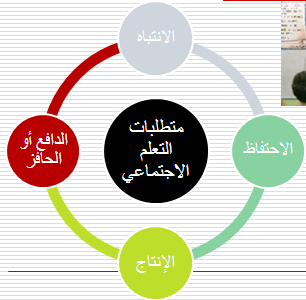 الانتباه
متطلبات
التعلم
الاجتماعي
الاحتفاظ
الإنتاج
الدافع أو
الحافز